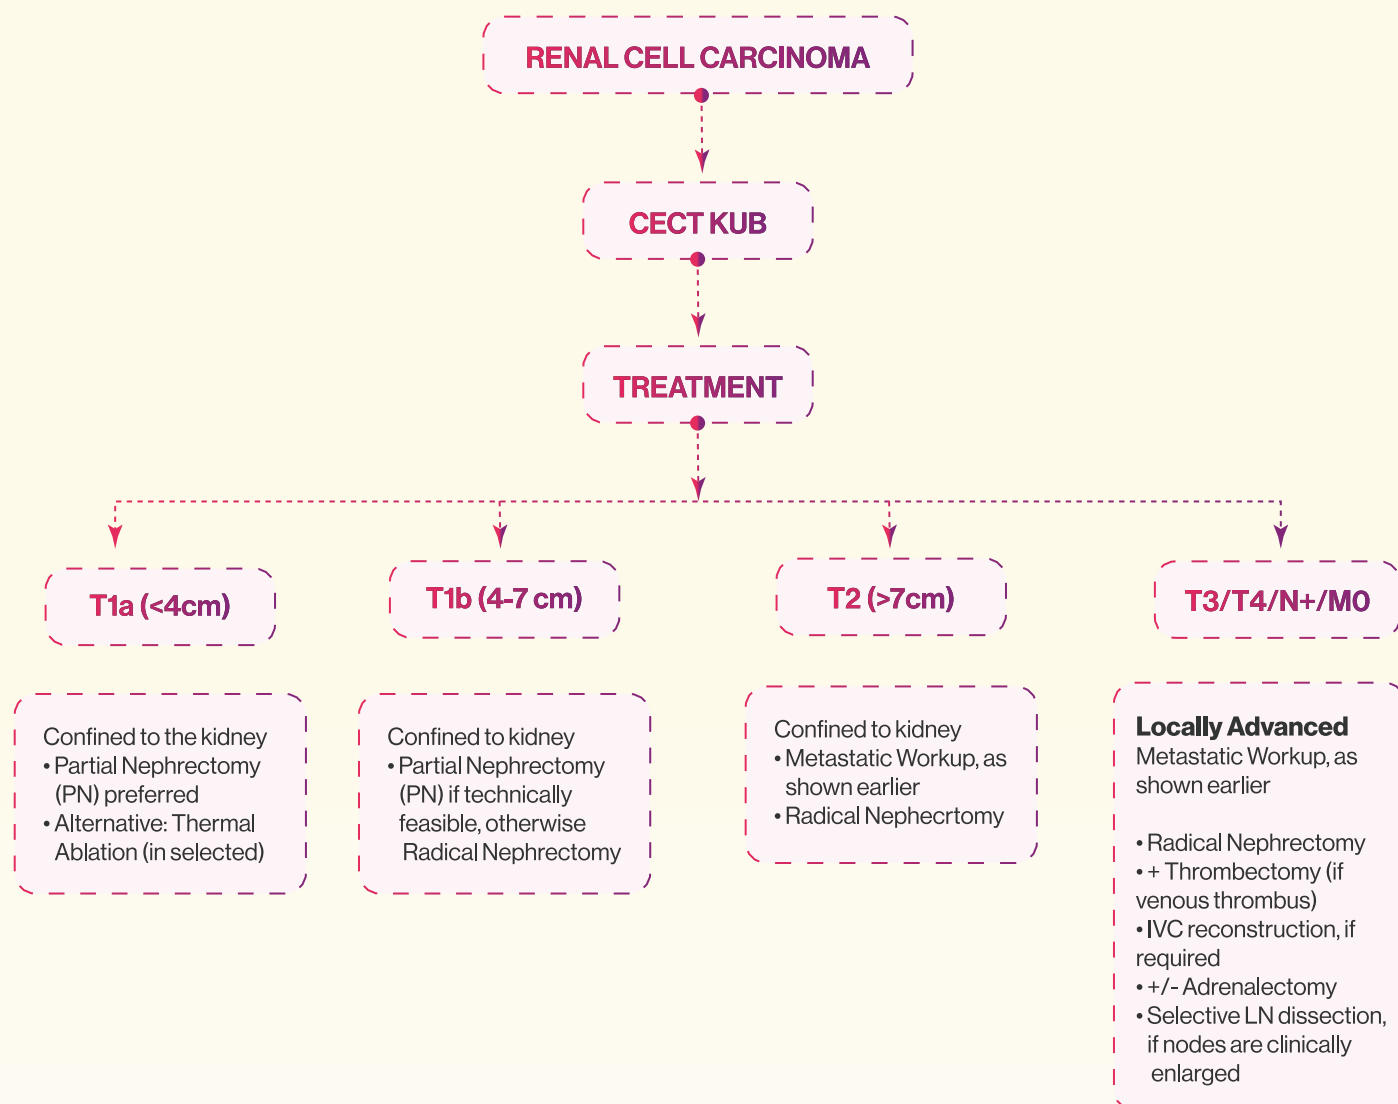 RENAL CELL CARCINOMA
CECT KUB
TREATMENT
T1a (<4cm)
Confined to the kidney
• Partial Nephrectomy
(PN) preferred
• Alternative: Thermal
Ablation (in selected)
T1b (4-7 cm)
Confined to kidney
• Partial Nephrectomy
(PN) if technically
feasible, otherwise
Radical Nephrectomy
T2 (>7cm)
Confined to kidney
• Metastatic Workup, as
shown earlier
• Radical Nephecrtomy
T3/T4/N+/M0
Locally Advanced
Metastatic Workup, as
shown earlier
• Radical Nephrectomy
• + Thrombectomy (if
venous thrombus)
• IVC reconstruction, if
required
• +/- Adrenalectomy
• Selective LN dissection,
if nodes are clinically
enlarged